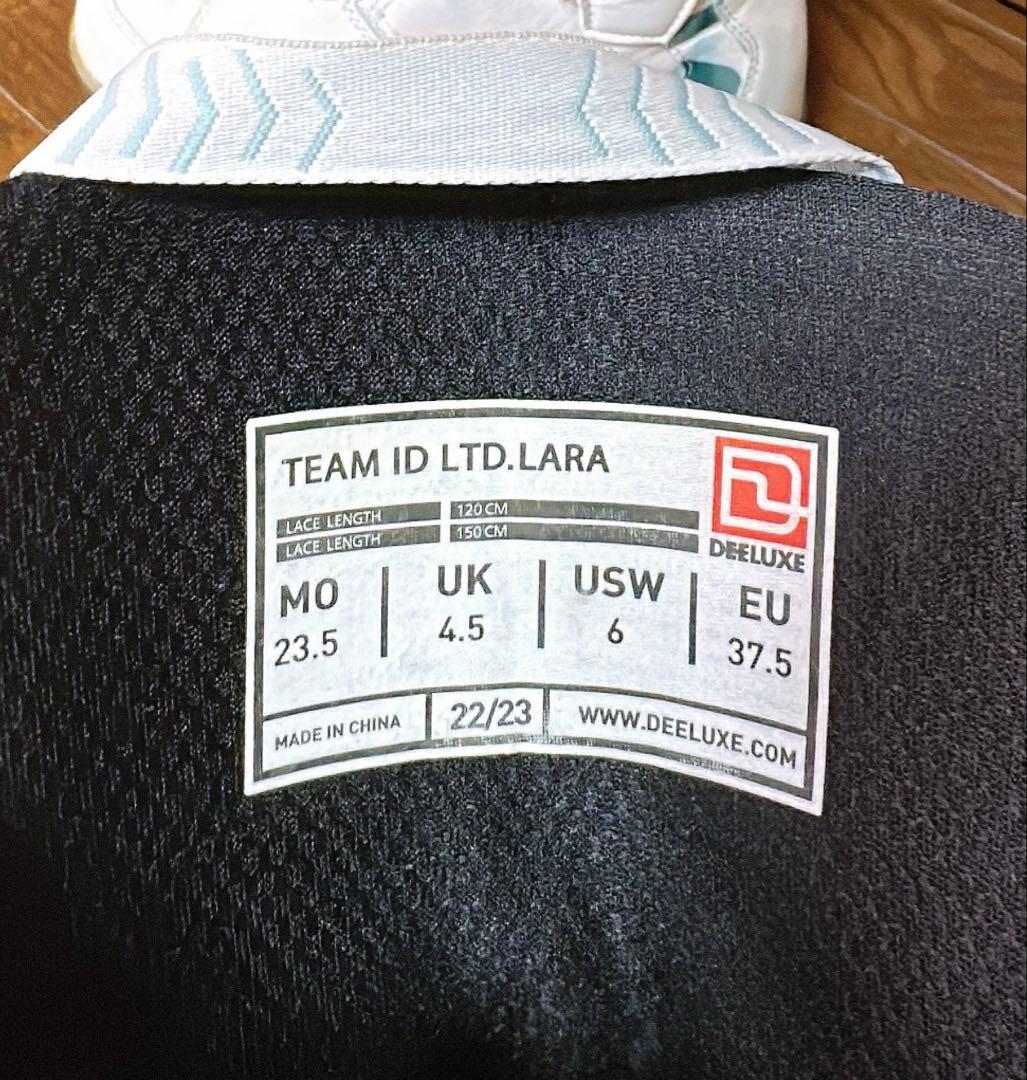 TEAM ID LTD.LARA
LACE LENGTH 120 CM
LACE LENGTH 150 CM
DEELUXE
MO UK USW EU
23.5 4.5 6 37.5
MADE IN CHINA 22/23 WWW.DEELUXE.COM